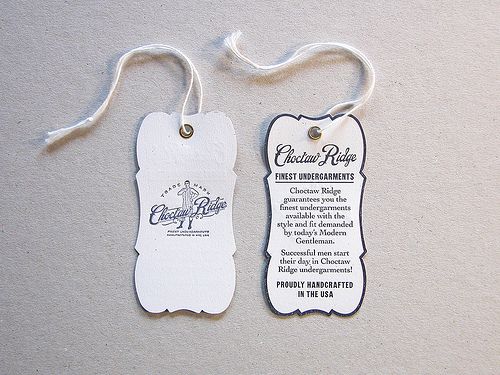 TRADE MARK
Choctaw Ridge
FINEST UNDERGARMENTS
Choctaw Ridge
FINEST UNDERGARMENTS
Choctaw Ridge
guarantees you the
finest undergarments
available with the
style and fit demanded
by today's Modern
Gentleman.
Successful men start
their day in Choctaw
Ridge undergarments!
PROUDLY HANDCRAFTED
IN THE USA